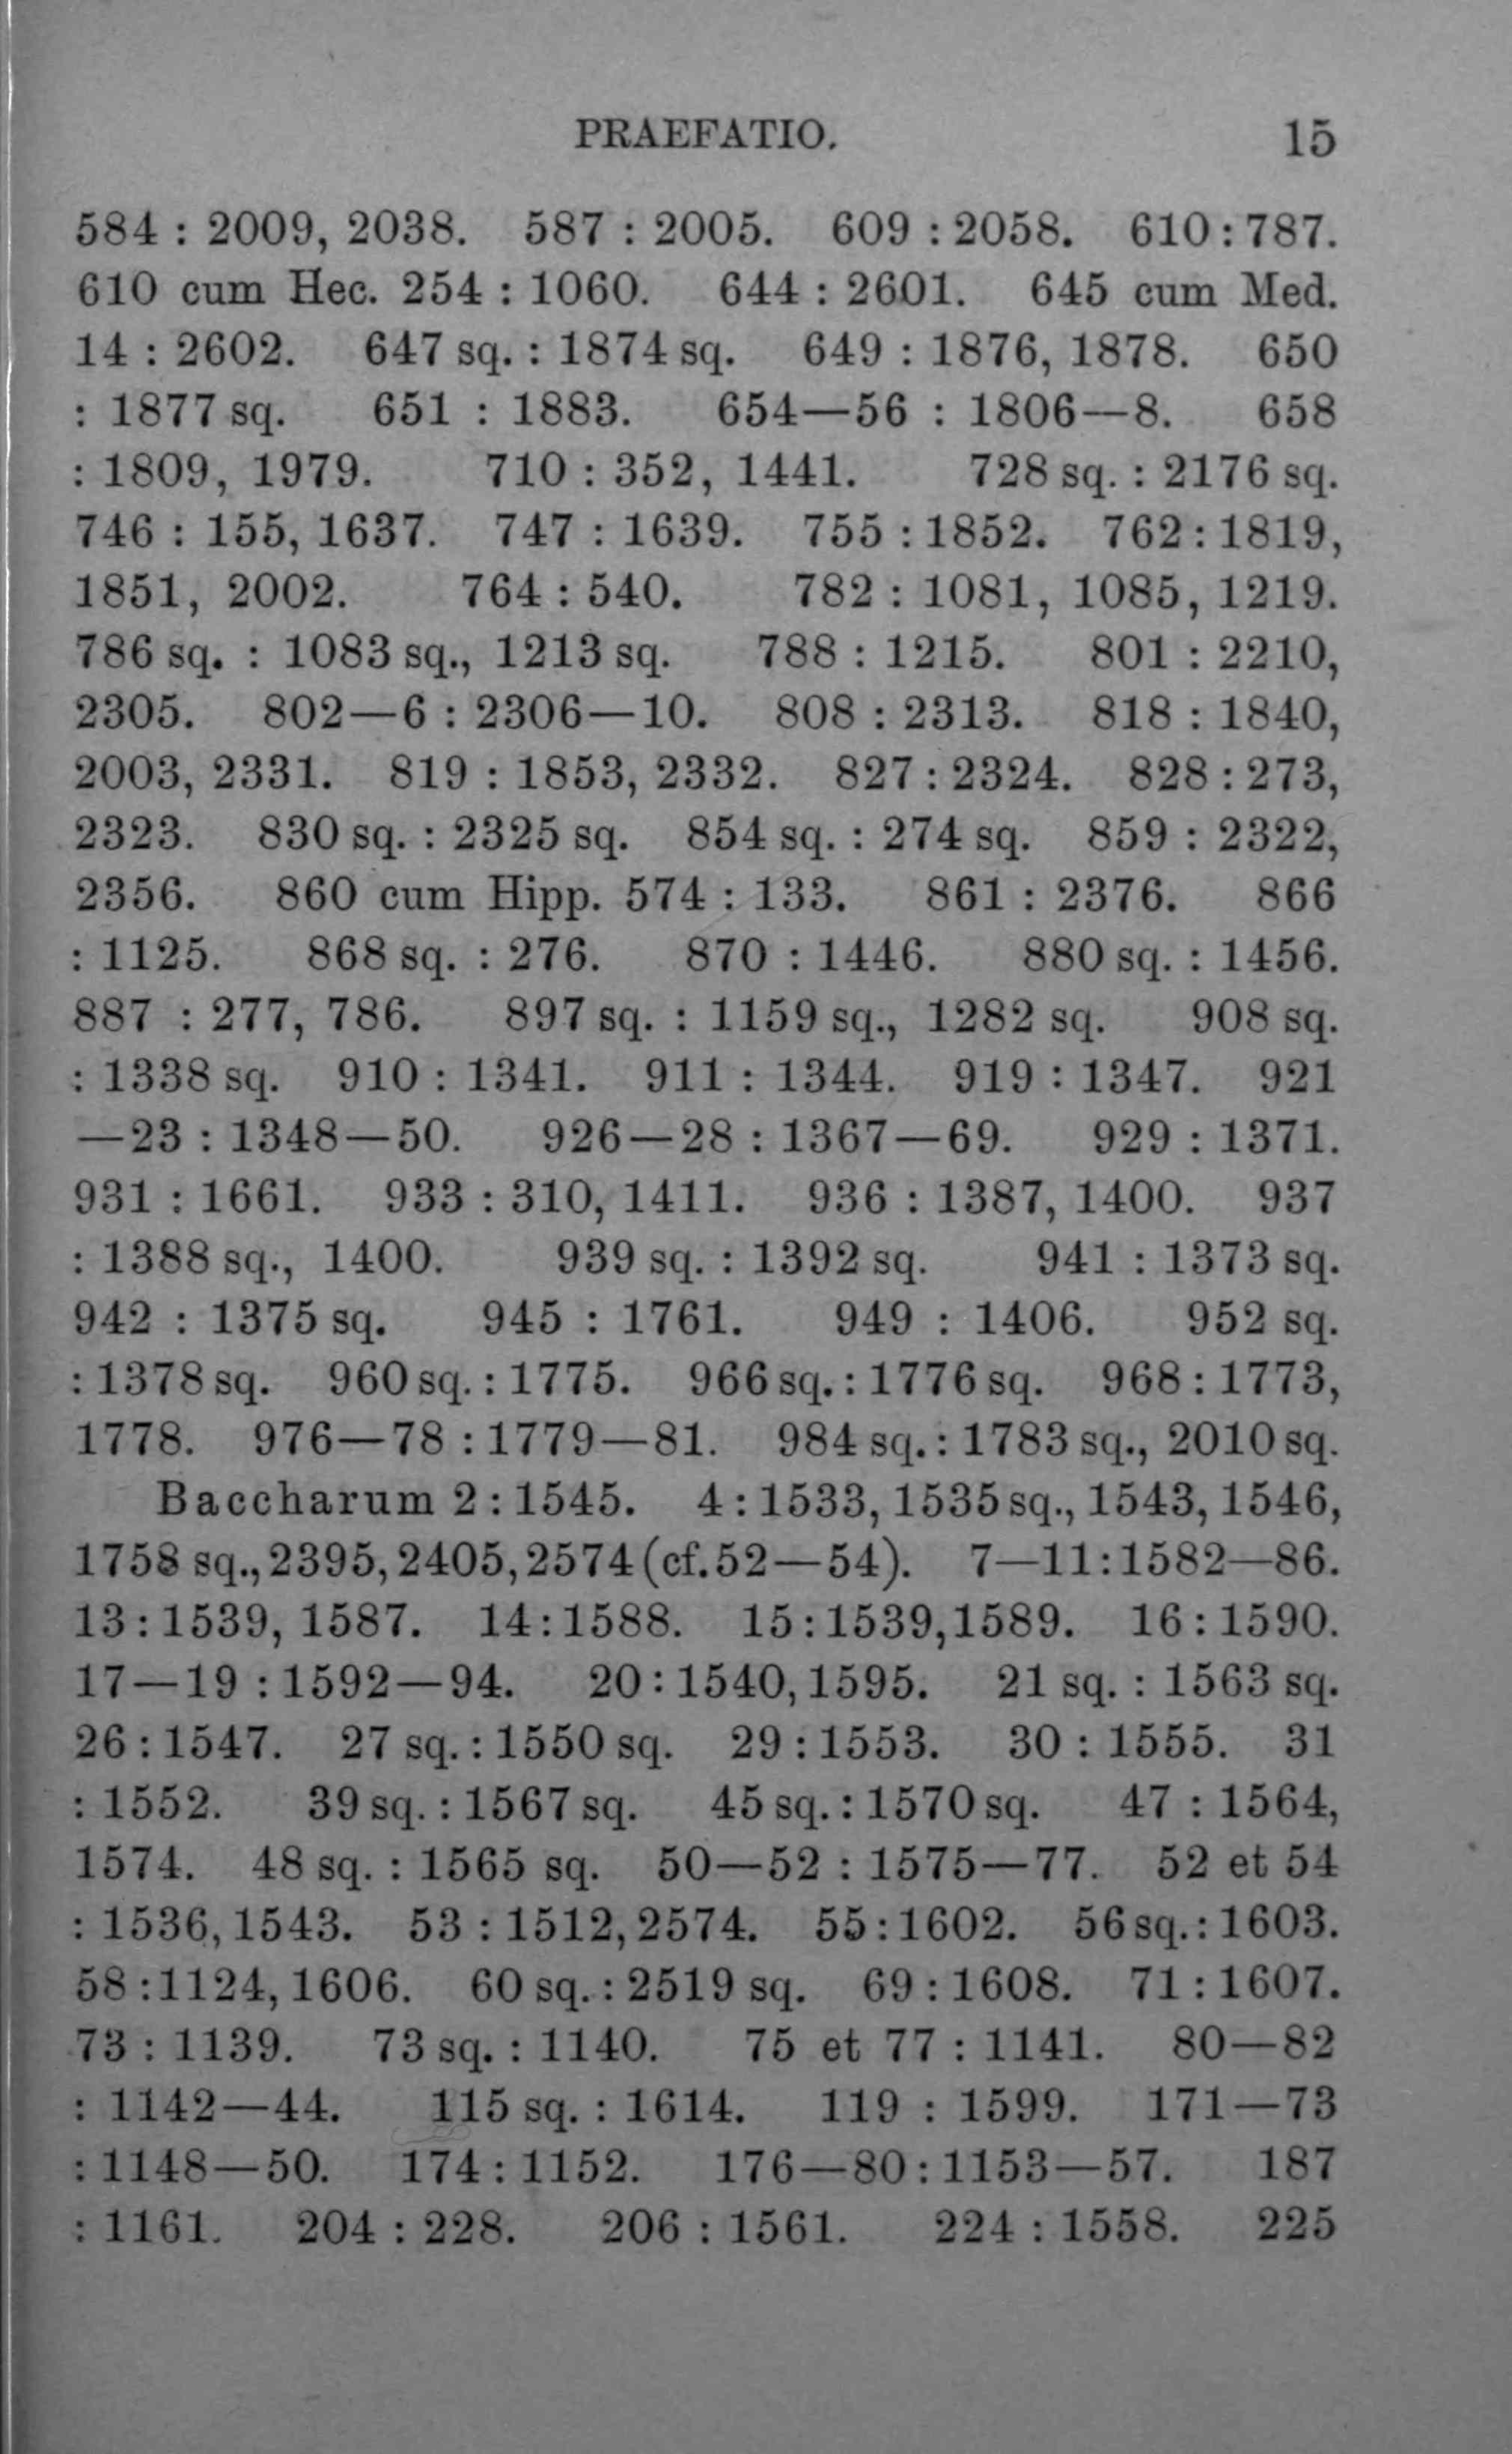 PRAEFATIO. 15
584 : 2009, 2038. 587 : 2005. 609 : 2058. 610 : 787.
610 cum Hec. 254 : 1060. 644 : 2601. 645 cum Med.
14 : 2602. 647 sq. : 1874 sq. 649 : 1876, 1878. 650
: 1877 sq. 651 : 1883. 654—56 : 1806—8. 658
: 1809, 1979. 710 : 352, 1441. 728 sq. : 2176 sq.
746 : 155, 1637. 747 : 1639. 755 : 1852. 762 : 1819,
1851, 2002. 764 : 540. 782 : 1081, 1085, 1219.
786 sq. : 1083 sq., 1213 sq. 788 : 1215. 801 : 2210,
2305. 802—6 : 2306—10. 808 : 2313. 818 : 1840,
2003, 2331. 819 : 1853, 2332. 827 : 2324. 828 : 273,
2323. 830 sq. : 2325 sq. 854 sq. : 274 sq. 859 : 2322,
2356. 860 cum Hipp. 574 : 133. 861 : 2376. 866
: 1125. 868 sq. : 276. 870 : 1446. 880 sq. : 1456.
887 : 277, 786. 897 sq. : 1159 sq., 1282 sq. 908 sq.
: 1338 sq. 910 : 1341. 911 : 1344. 919 : 1347. 921
—23 : 1348—50. 926—28 : 1367—69. 929 : 1371.
931 : 1661. 933 : 310, 1411. 936 : 1387, 1400. 937
: 1388 sq., 1400. 939 sq. : 1392 sq. 941 : 1373 sq.
942 : 1375 sq. 945 : 1761. 949 : 1406. 952 sq.
: 1378 sq. 960 sq. : 1775. 966 sq. : 1776 sq. 968 : 1773,
1778. 976—78 : 1779—81. 984 sq. : 1783 sq., 2010 sq.
Baccharum 2 : 1545. 4 : 1533, 1535 sq., 1543, 1546,
1758 sq., 2395, 2405, 2574 (cf. 52—54). 7—11 : 1582—86.
13 : 1539, 1587. 14 : 1588. 15 : 1539, 1589. 16 : 1590.
17—19 : 1592—94. 20 : 1540, 1595. 21 sq. : 1563 sq.
26 : 1547. 27 sq. : 1550 sq. 29 : 1553. 30 : 1555. 31
: 1552. 39 sq. : 1567 sq. 45 sq. : 1570 sq. 47 : 1564,
1574. 48 sq. : 1565 sq. 50—52 : 1575—77. 52 et 54
: 1536, 1543. 53 : 1512, 2574. 55 : 1602. 56 sq. : 1603.
58 : 1124, 1606. 60 sq. : 2519 sq. 69 : 1608. 71 : 1607.
73 : 1139. 73 sq. : 1140. 75 et 77 : 1141. 80—82
: 1142—44. 115 sq. : 1614. 119 : 1599. 171—73
: 1148—50. 174 : 1152. 176—80 : 1153—57. 187
: 1161. 204 : 228. 206 : 1561. 224 : 1558. 225